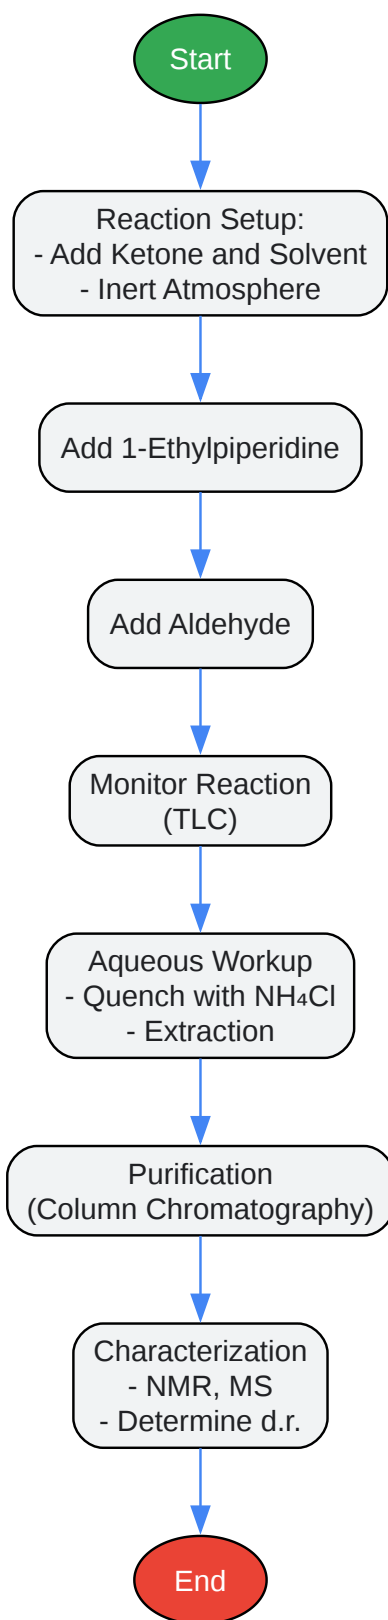 Start
Reaction Setup:
- Add Ketone and Solvent
- Inert Atmosphere
Add 1-Ethylpiperidine
Add Aldehyde
Monitor Reaction
(TLC)
Aqueous Workup
- Quench with NH₄Cl
- Extraction
Purification
(Column Chromatography)
Characterization
- NMR, MS
- Determine d.r.
End